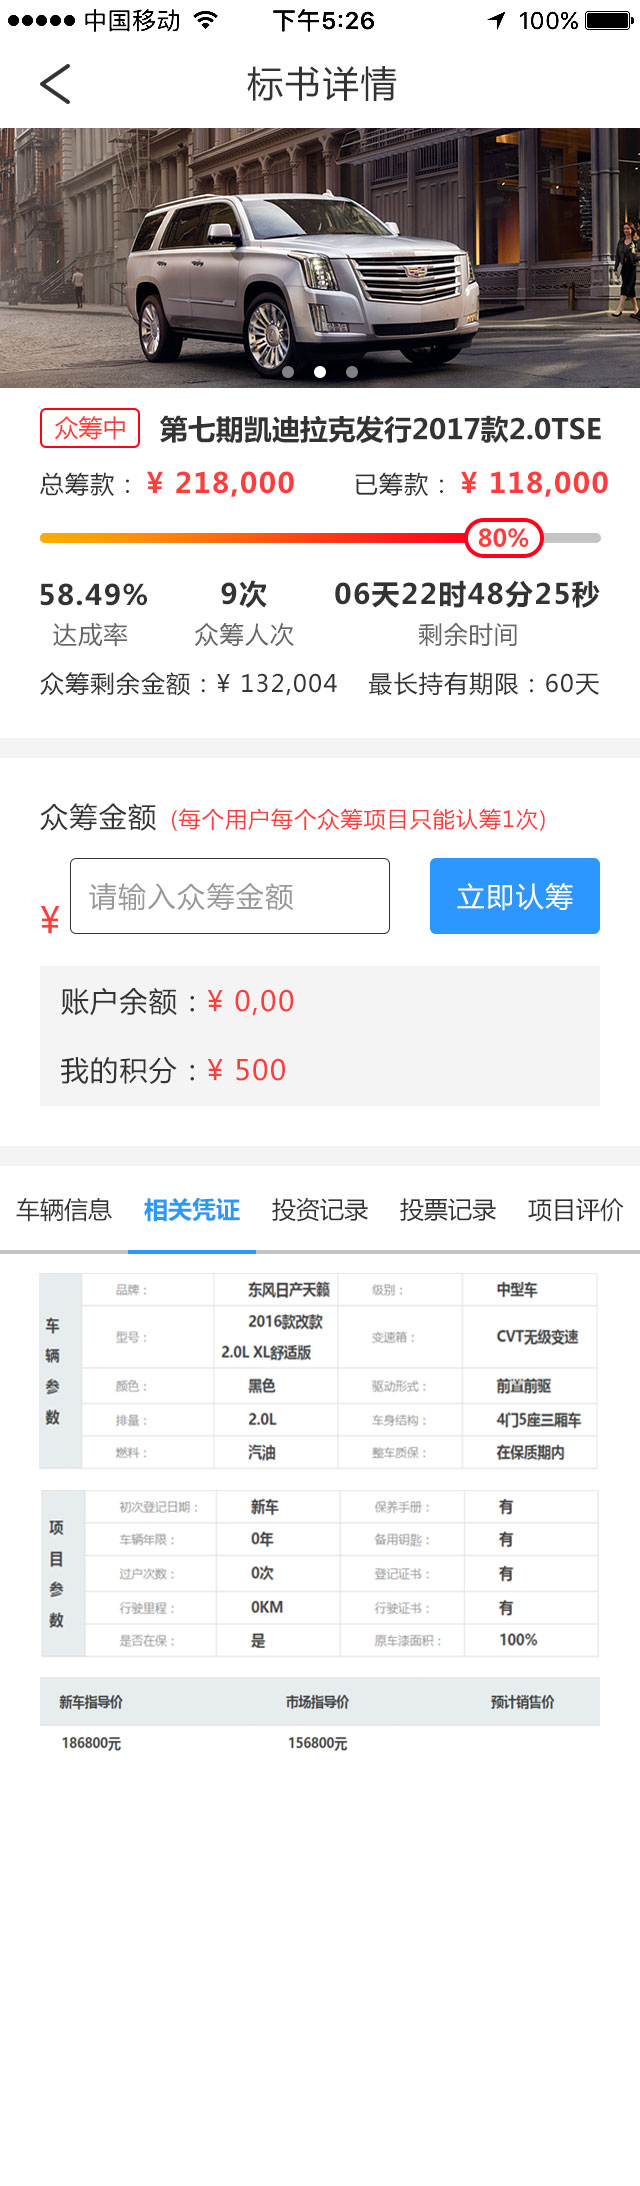 中国移动 下午5:26 100%
标书详情
众筹中 第七期凯迪拉克发行2017款2.0TSE
总筹款：¥ 218,000 已筹款：¥ 118,000
80%
58.49% 9次 06天22时48分25秒
达成率 众筹人次 剩余时间
众筹剩余金额：¥ 132,004 最长持有期限：60天
众筹金额 (每个用户每个众筹项目只能认筹1次)
¥ 请输入众筹金额 立即认筹
账户余额：¥ 0,00
我的积分：¥ 500
车辆信息 相关凭证 投资记录 投票记录 项目评价
车辆参数
品牌： 东风日产天籁 级别： 中型车
型号： 2016款改款 2.0L XL舒适版 变速箱： CVT无级变速
颜色： 黑色 驱动形式： 前置前驱
排量： 2.0L 车身结构： 4门5座三厢车
燃料： 汽油 整车质保： 在保质期内
项目参数
初次登记日期： 新车 保养手册： 有
车辆年限： 0年 备用钥匙： 有
过户次数： 0次 登记证书： 有
行驶里程： 0KM 行驶证书： 有
是否在保： 是 原车漆面积： 100%
新车指导价 市场指导价 预计销售价
186800元 156800元